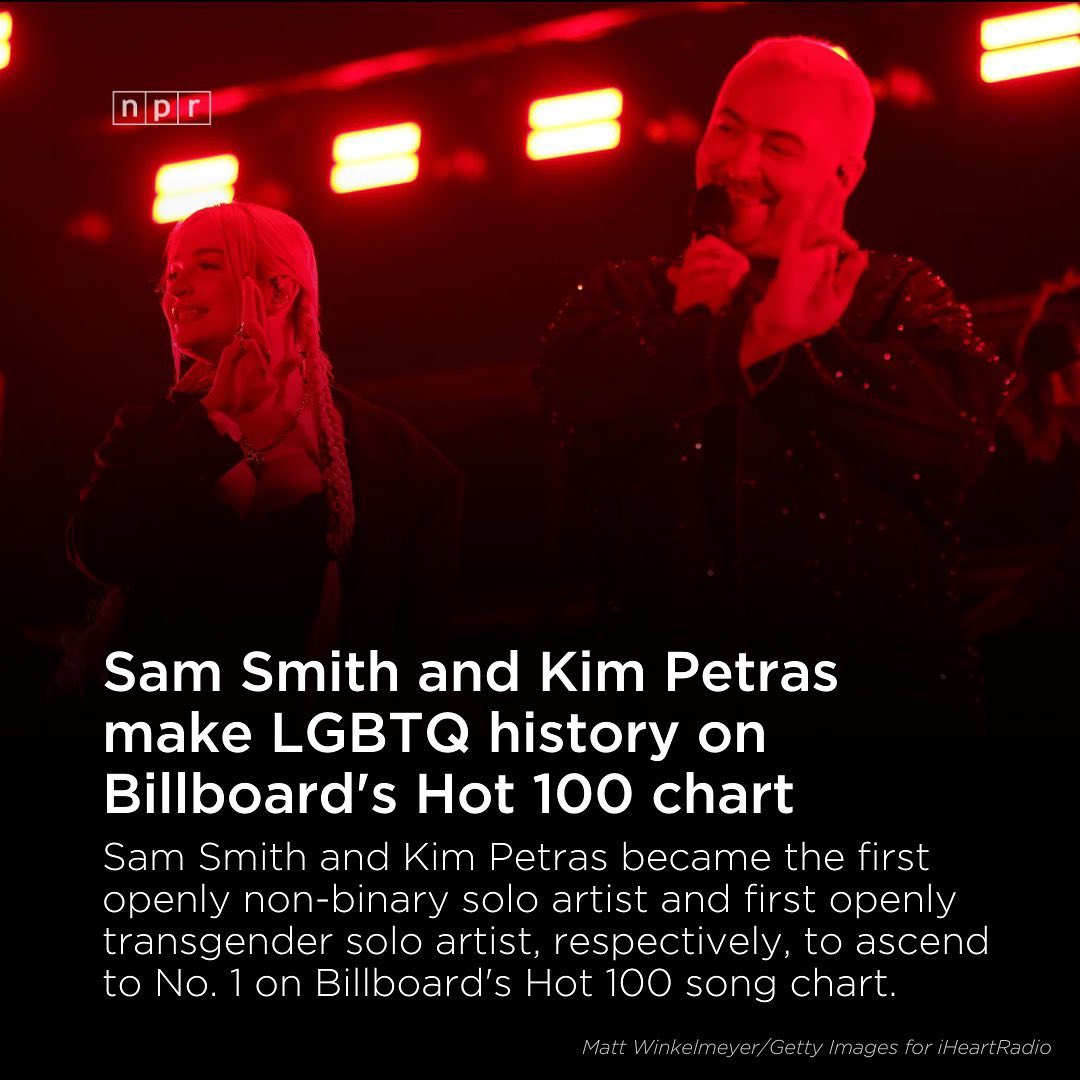 npr
Sam Smith and Kim Petras
make LGBTQ history on
Billboard's Hot 100 chart
Sam Smith and Kim Petras became the first
openly non-binary solo artist and first openly
transgender solo artist, respectively, to ascend
to No. 1 on Billboard's Hot 100 song chart.
Matt Winkelmeyer/Getty Images for iHeartRadio